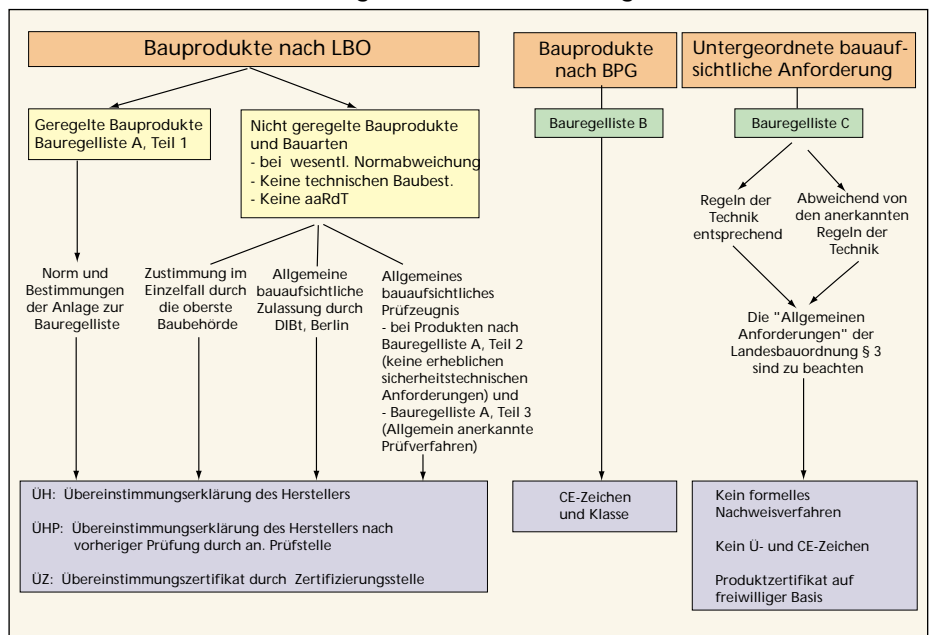 Bauprodukte nach LBO
Geregelte Bauprodukte
Bauregelliste A, Teil 1
Nicht geregelte Bauprodukte
und Bauarten
- bei wesentl. Normabweichung
- Keine technischen Baubest.
- Keine aaRdT
Norm und
Bestimmungen
der Anlage zur
Bauregelliste
Zustimmung im
Einzelfall durch
die oberste
Baubehörde
Allgemeine
bauaufsichtliche
Zulassung durch
DIBt, Berlin
Allgemeines
bauaufsichtliches
Prüfzeugnis
- bei Produkten nach
Bauregelliste A, Teil 2
(keine erheblichen
sicherheitstechnischen
Anforderungen) und
- Bauregelliste A, Teil 3
(Allgemein anerkannte
Prüfverfahren)
ÜH: Übereinstimmungserklärung des Herstellers
ÜHP: Übereinstimmungserklärung des Herstellers nach
vorheriger Prüfung durch an. Prüfstelle
ÜZ: Übereinstimmungszertifikat durch Zertifizierungsstelle
Bauprodukte
nach BPG
Bauregelliste B
CE-Zeichen
und Klasse
Untergeordnete bauauf-
sichtliche Anforderung
Bauregelliste C
Regeln der
Technik
entsprechend
Abweichend von
den anerkannten
Regeln der
Technik
Die "Allgemeinen
Anforderungen" der
Landesbauordnung § 3
sind zu beachten
Kein formelles
Nachweisverfahren
Kein Ü- und CE-Zeichen
Produktzertifikat auf
freiwilliger Basis